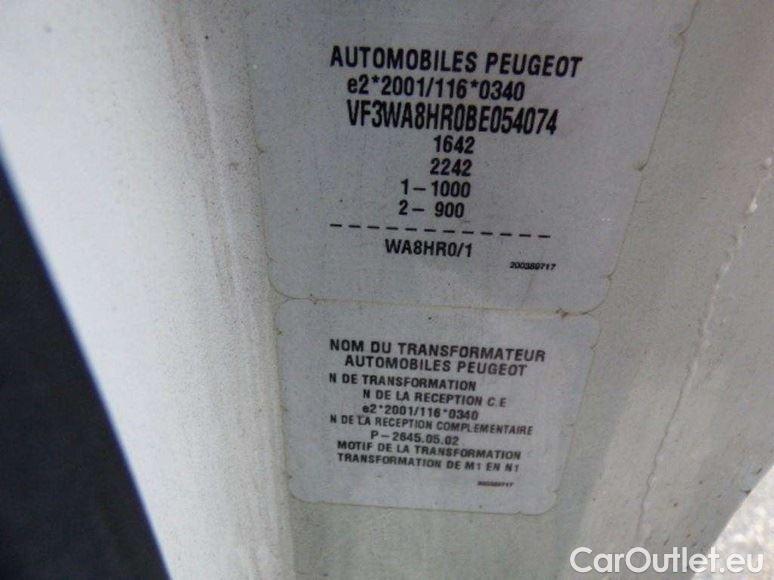 AUTOMOBILES PEUGEOT
e2*2001/116*0340
VF3WA8HR0BE054074
1642
2242
1- 1000
2- 900
WA8HR0/1
200389717
NOM DU TRANSFORMATEUR
AUTOMOBILES PEUGEOT
N DE TRANSFORMATION
N DE LA RECEPTION C.E
e2*2001/116*0340
N DE LA RECEPTION COMPLEMENTAIRE
P-2645.05.02
MOTIF DE LA TRANSFORMATION
TRANSFORMATION DE M1 EN N1
200389717
CarOutlet.eu